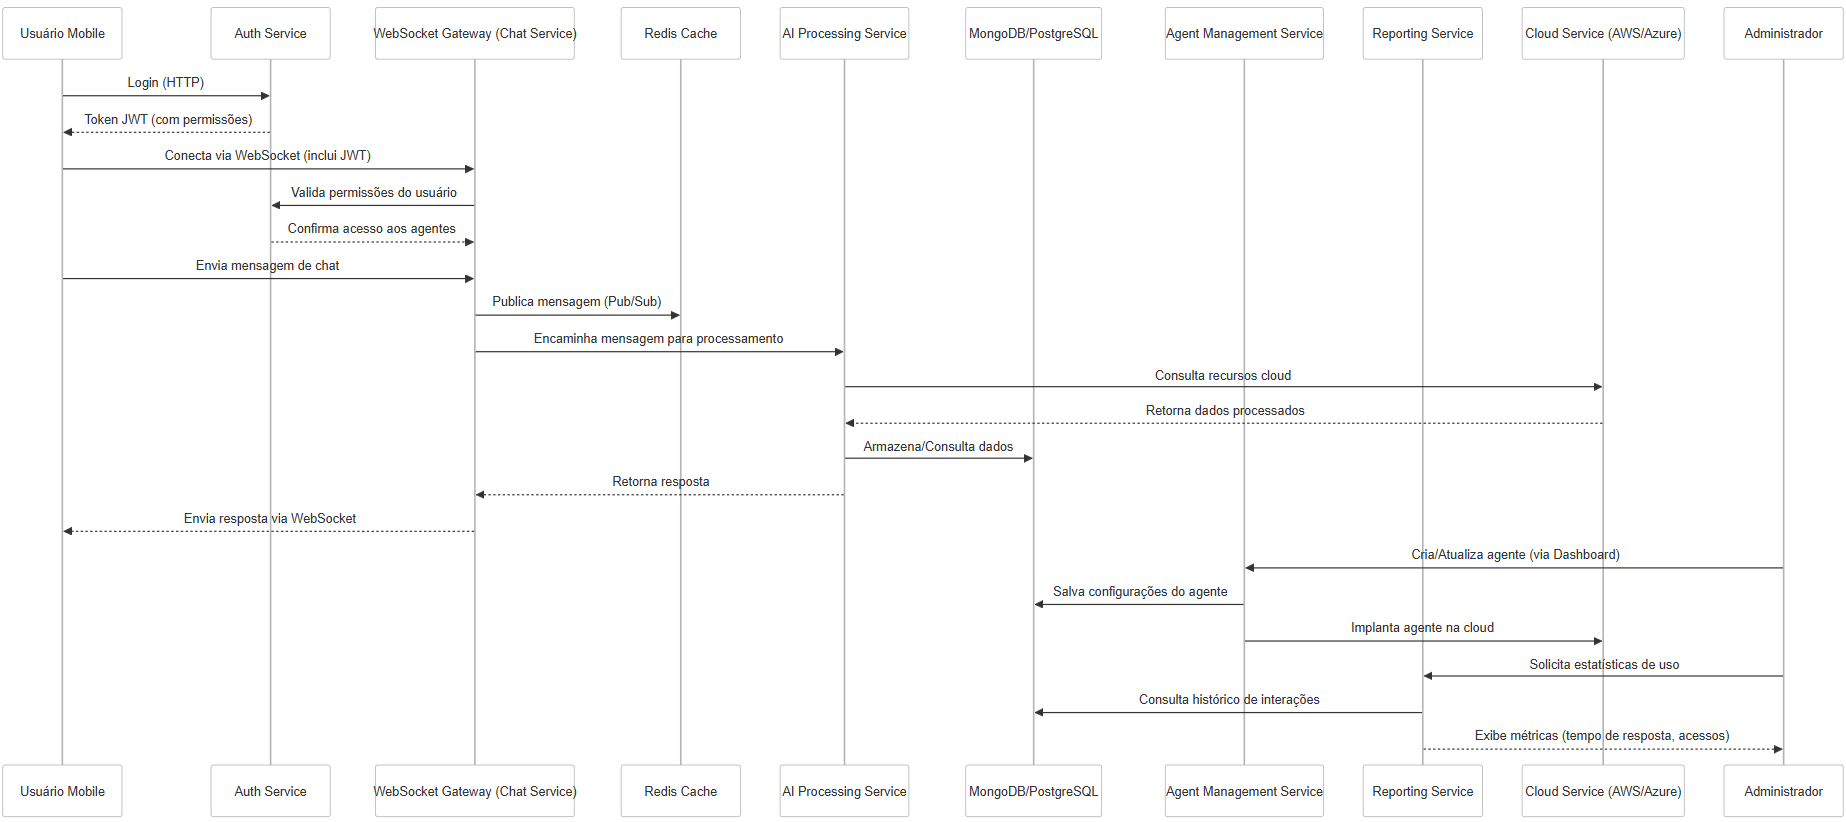 Usuário Mobile
Auth Service
WebSocket Gateway (Chat Service)
Redis Cache
AI Processing Service
MongoDB/PostgreSQL
Agent Management Service
Reporting Service
Cloud Service (AWS/Azure)
Administrador
Login (HTTP)
Token JWT (com permissões)
Conecta via WebSocket (inclui JWT)
Valida permissões do usuário
Confirma acesso aos agentes
Envia mensagem de chat
Publica mensagem (Pub/Sub)
Encaminha mensagem para processamento
Consulta recursos cloud
Retorna dados processados
Armazena/Consulta dados
Retorna resposta
Envia resposta via WebSocket
Cria/Atualiza agente (via Dashboard)
Salva configurações do agente
Implanta agente na cloud
Solicita estatísticas de uso
Consulta histórico de interações
Exibe métricas (tempo de resposta, acessos)
Usuário Mobile
Auth Service
WebSocket Gateway (Chat Service)
Redis Cache
AI Processing Service
MongoDB/PostgreSQL
Agent Management Service
Reporting Service
Cloud Service (AWS/Azure)
Administrador